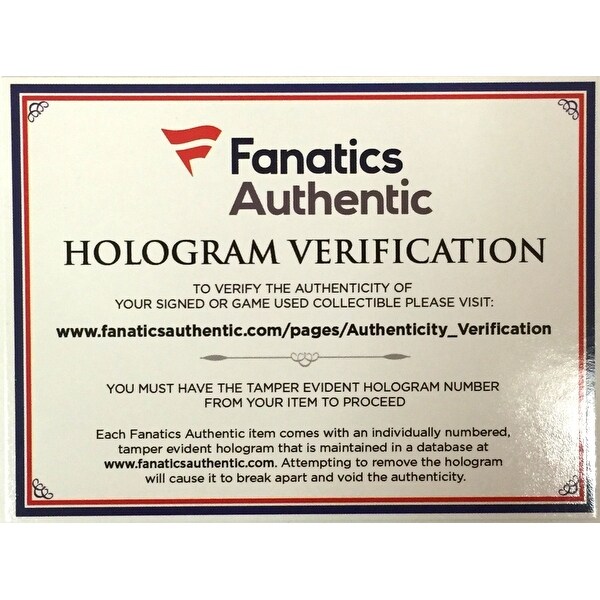 Fanatics
Authentic
HOLOGRAM VERIFICATION
TO VERIFY THE AUTHENTICITY OF
YOUR SIGNED OR GAME USED COLLECTIBLE PLEASE VISIT:
www.fanaticsauthentic.com/pages/Authenticity_Verification
YOU MUST HAVE THE TAMPER EVIDENT HOLOGRAM NUMBER
FROM YOUR ITEM TO PROCEED
Each Fanatics Authentic item comes with an individually numbered,
tamper evident hologram that is maintained in a database at
www.fanaticsauthentic.com. Attempting to remove the hologram
will cause it to break apart and void the authenticity.